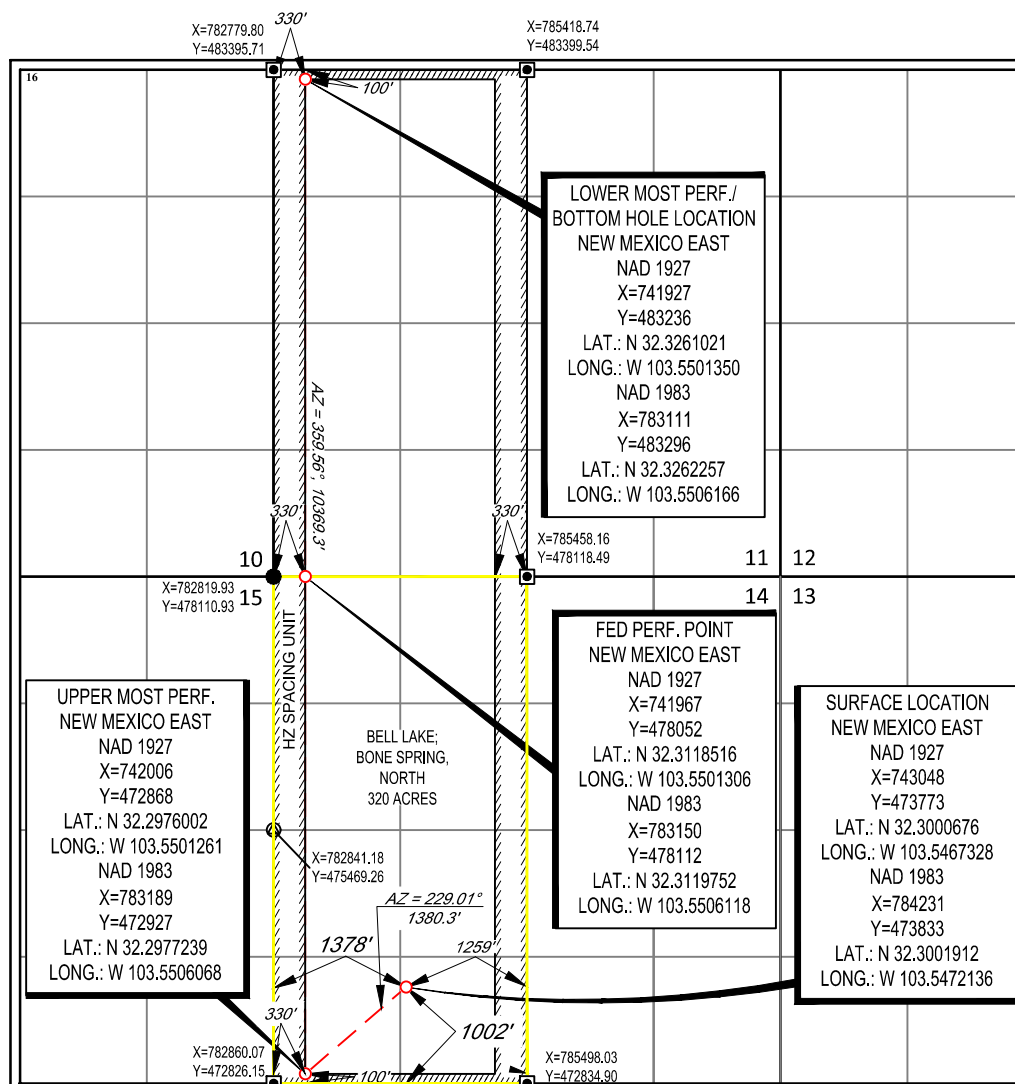 X=782779.80
Y=483395.71
330'
X=785418.74
Y=483399.54
16
100'
LOWER MOST PERF./
BOTTOM HOLE LOCATION
NEW MEXICO EAST
NAD 1927
X=741927
Y=483236
LAT.: N 32.3261021
LONG.: W 103.5501350
NAD 1983
X=783111
Y=483296
LAT.: N 32.3262257
LONG.: W 103.5506166
AZ = 359.56°, 10369.3'
330'
330'
X=785458.16
Y=478118.49
10
11
12
X=782819.93
Y=478110.93
15
14
13
HZ SPACING UNIT
FED PERF. POINT
NEW MEXICO EAST
NAD 1927
X=741967
Y=478052
LAT.: N 32.3118516
LONG.: W 103.5501306
NAD 1983
X=783150
Y=478112
LAT.: N 32.3119752
LONG.: W 103.5506118
UPPER MOST PERF.
NEW MEXICO EAST
NAD 1927
X=742006
Y=472868
LAT.: N 32.2976002
LONG.: W 103.5501261
NAD 1983
X=783189
Y=472927
LAT.: N 32.2977239
LONG.: W 103.5506068
BELL LAKE;
BONE SPRING,
NORTH
320 ACRES
SURFACE LOCATION
NEW MEXICO EAST
NAD 1927
X=743048
Y=473773
LAT.: N 32.3000676
LONG.: W 103.5467328
NAD 1983
X=784231
Y=473833
LAT.: N 32.3001912
LONG.: W 103.5472136
X=782841.18
Y=475469.26
AZ = 229.01°
1380.3'
1378'
1259'
330'
1002'
X=782860.07
Y=472826.15
100'
X=785498.03
Y=472834.90